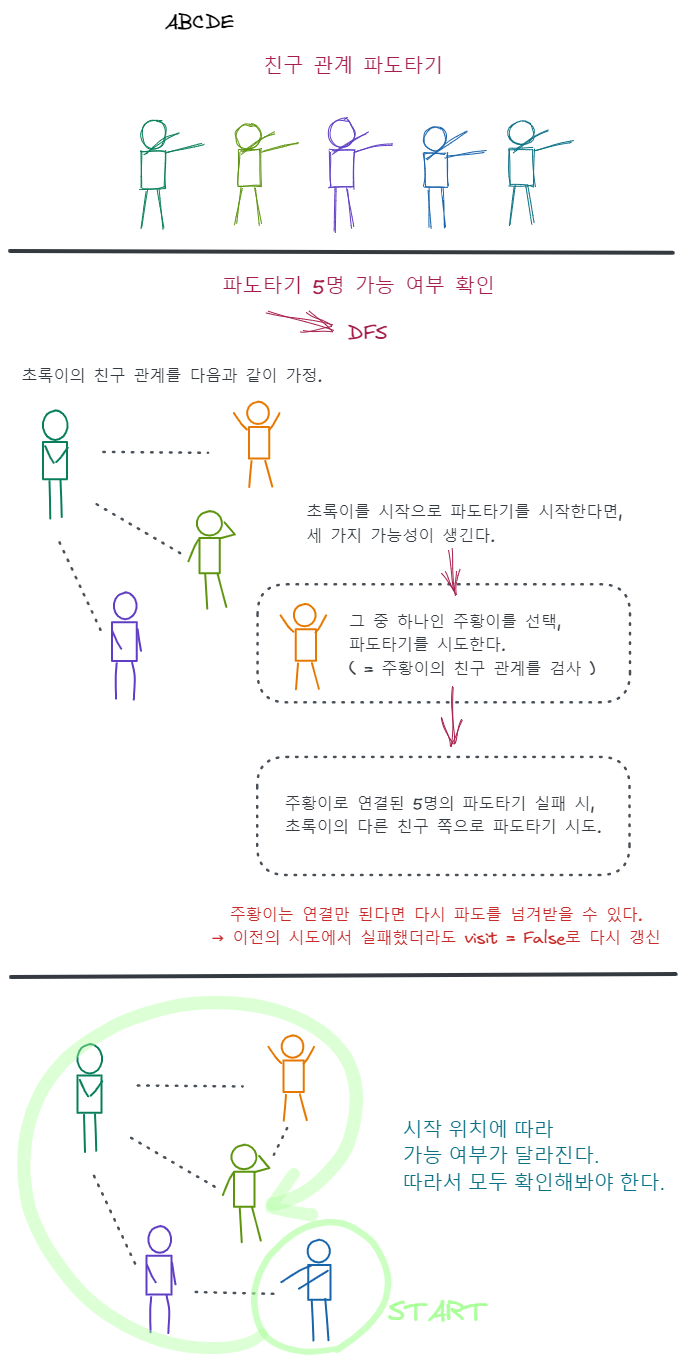 ABCDE
친구 관계 파도타기
파도타기 5명 가능 여부 확인
DFS
초록이의 친구 관계를 다음과 같이 가정.
초록이를 시작으로 파도타기를 시작한다면,
세 가지 가능성이 생긴다.
그 중 하나인 주황이를 선택,
파도타기를 시도한다.
( = 주황이의 친구 관계를 검사 )
주황이로 연결된 5명의 파도타기 실패 시,
초록이의 다른 친구 쪽으로 파도타기 시도.
주황이는 연결만 된다면 다시 파도를 넘겨받을 수 있다.
→ 이전의 시도에서 실패했더라도 visit = False로 다시 갱신
시작 위치에 따라
가능 여부가 달라진다.
따라서 모두 확인해봐야 한다.
START